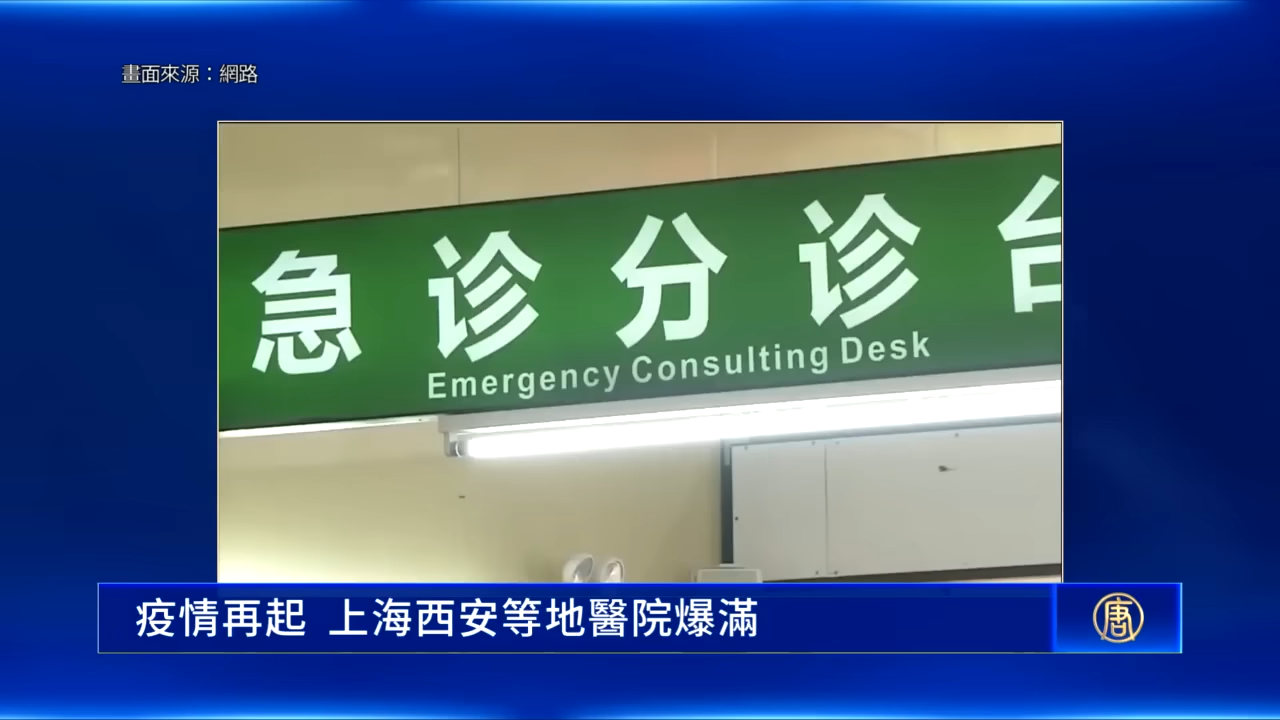 畫面來源：網路
急诊分诊台
Emergency Consulting Desk
疫情再起 上海西安等地醫院爆滿
唐